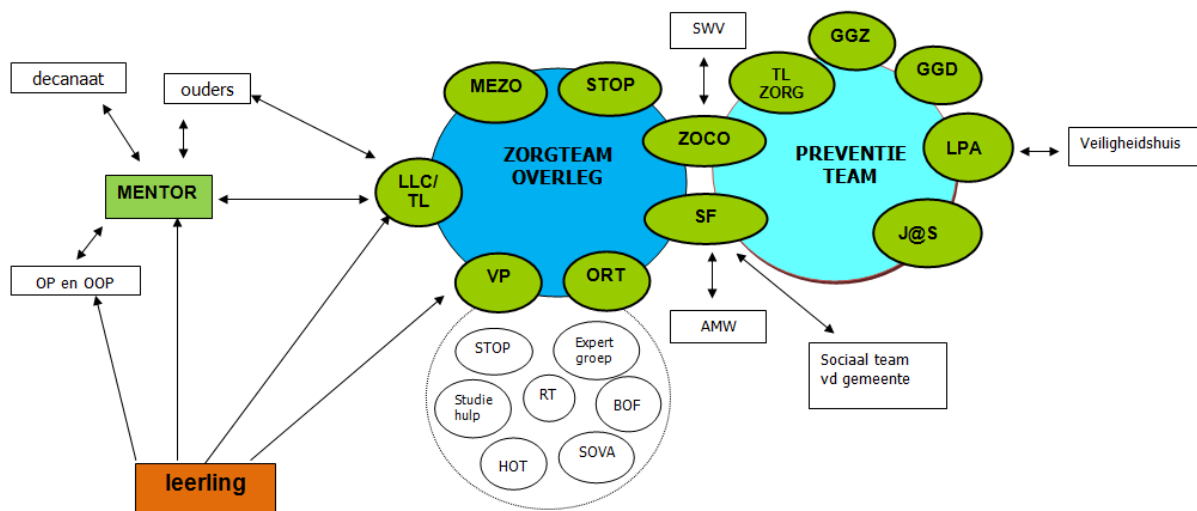 SWV
GGZ
GGD
TL
ZORG
decanaat
ouders
MEZO
STOP
ZOCO
LPA
Veiligheidshuis
ZORGTEAM
OVERLEG
PREVENTIE
TEAM
MENTOR
LLC/
TL
SF
J@S
OP en OOP
VP
ORT
AMW
STOP
Expert
groep
Sociaal team
vd gemeente
Studie
hulp
RT
BOF
HOT
SOVA
leerling